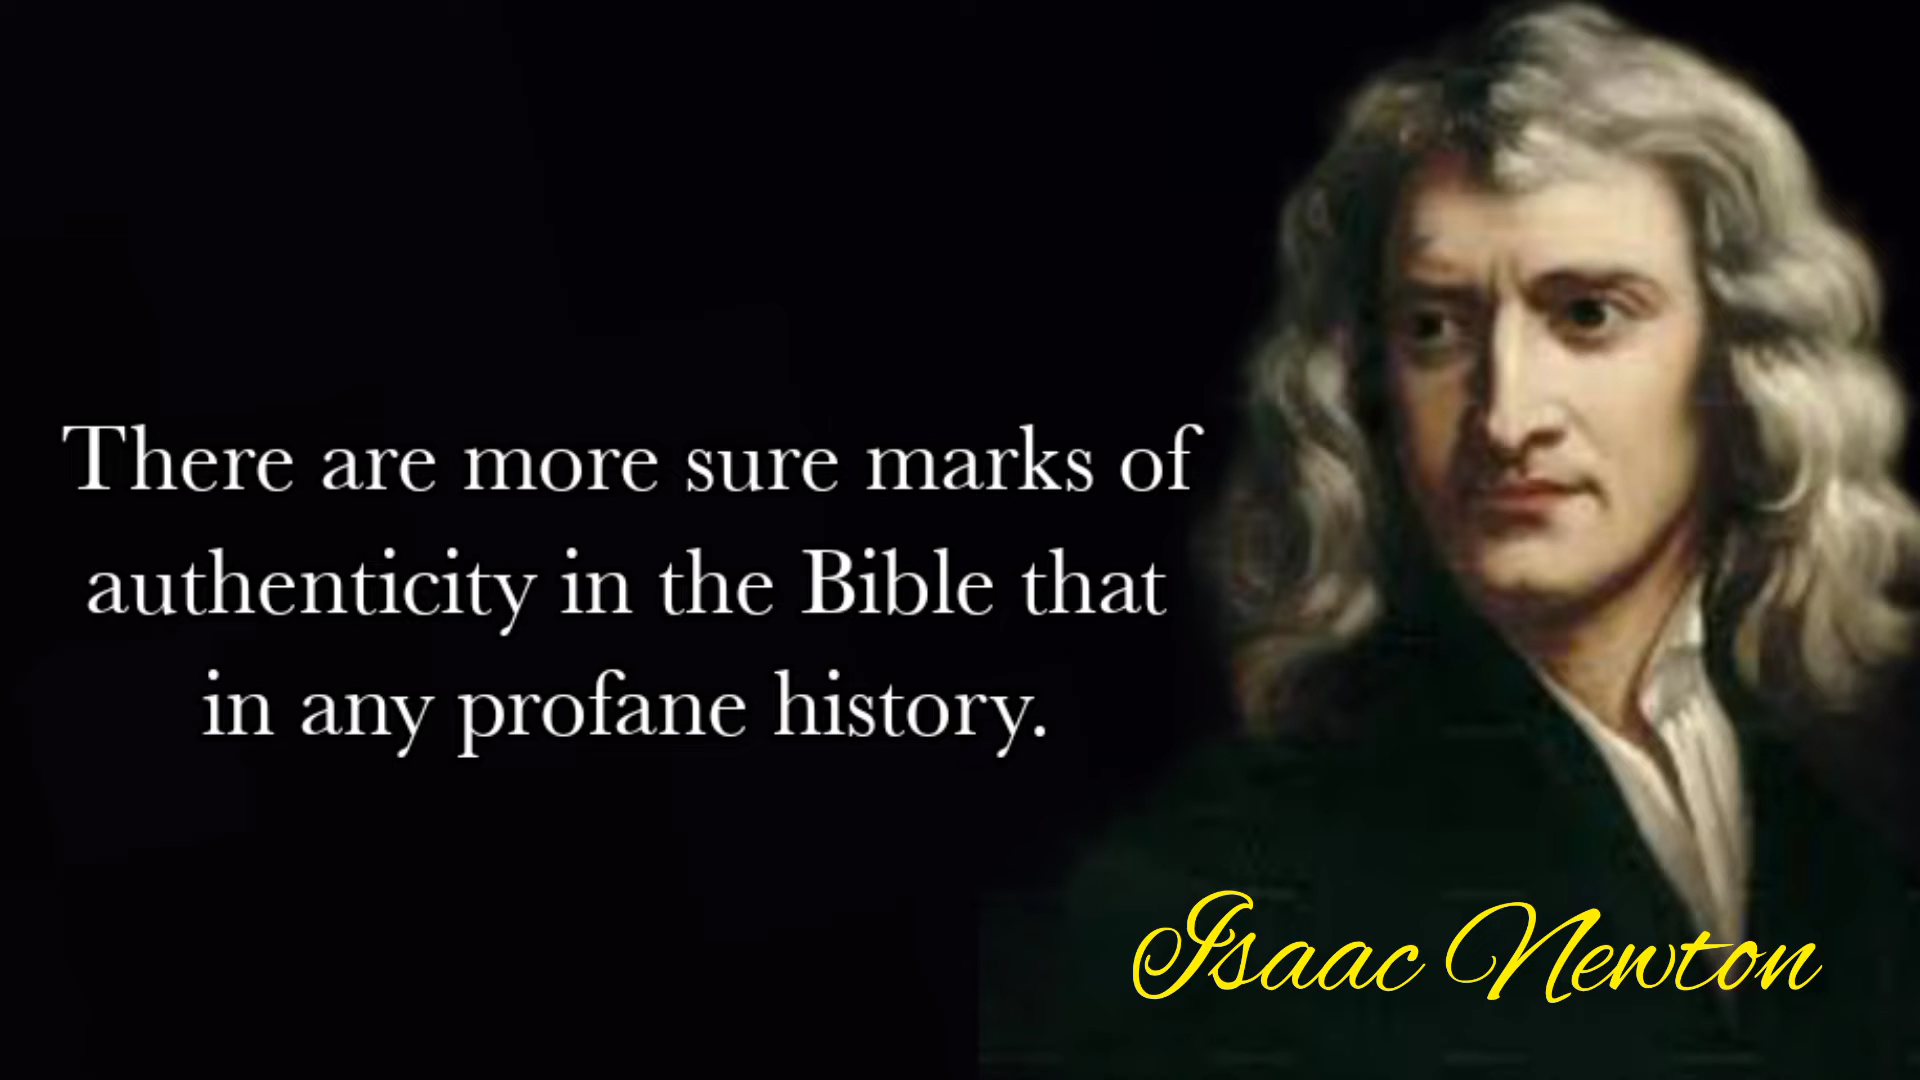 There are more sure marks of
authenticity in the Bible that
in any profane history.
Isaac Newton